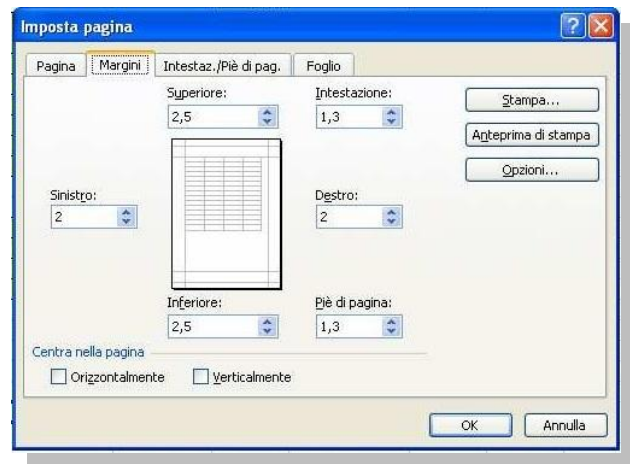 Imposta pagina
Pagina Margini Intestaz./Piè di pag. Foglio
Superiore: Intestazione:
2,5 1,3
Stampa...
Anteprima di stampa
Opzioni...
Sinistro: Destro:
2 2
Inferiore: Piè di pagina:
2,5 1,3
Centra nella pagina
Orizzontalmente Verticalmente
OK Annulla